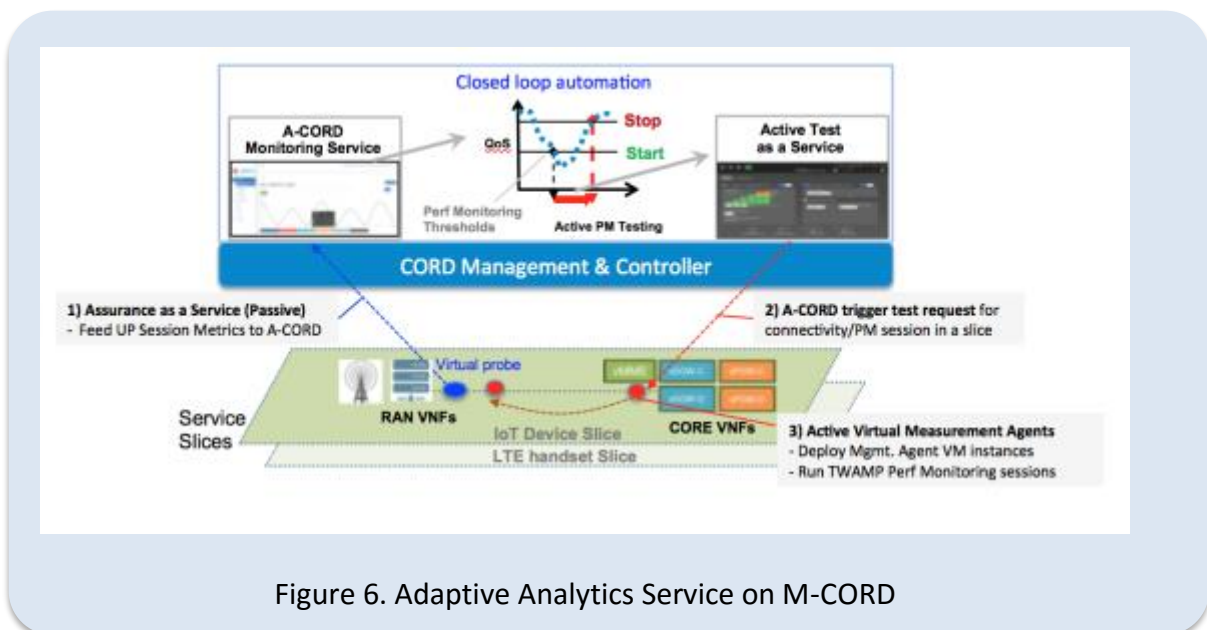 Closed loop automation
A-CORD
Monitoring Service
QoS
Stop
Start
Active Test
as a Service
Perf Monitoring
Thresholds
Active PM Testing
CORD Management & Controller
1) Assurance as a Service (Passive)
- Feed UP Session Metrics to A-CORD
2) A-CORD trigger test request for
connectivity/PM session in a slice
Virtual probe
RAN VNFs
CORE VNFs
Service
Slices
IoT Device Slice
LTE handset Slice
3) Active Virtual Measurement Agents
- Deploy Mgmt. Agent VM instances
- Run TWAMP Perf Monitoring sessions
Figure 6. Adaptive Analytics Service on M-CORD